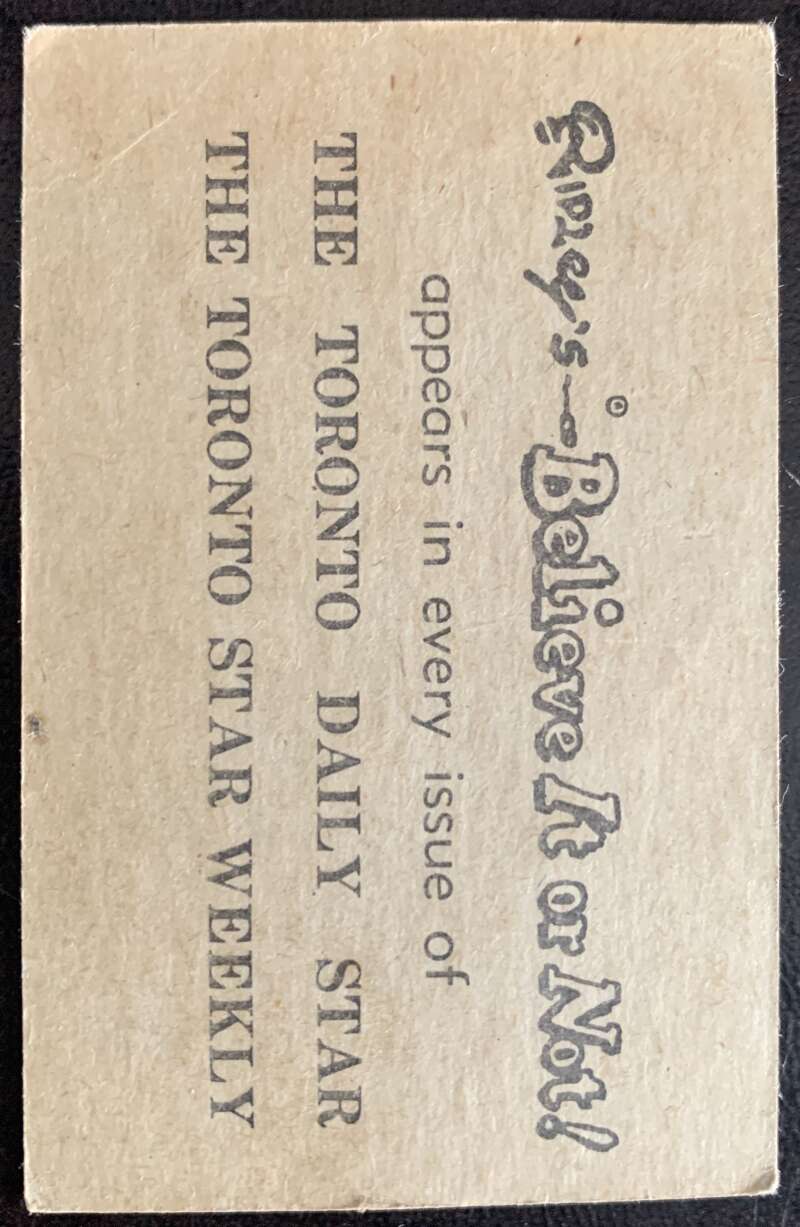 Ripley's—Believe It or Not!
©
appears in every issue of
THE TORONTO DAILY STAR
THE TORONTO STAR WEEKLY